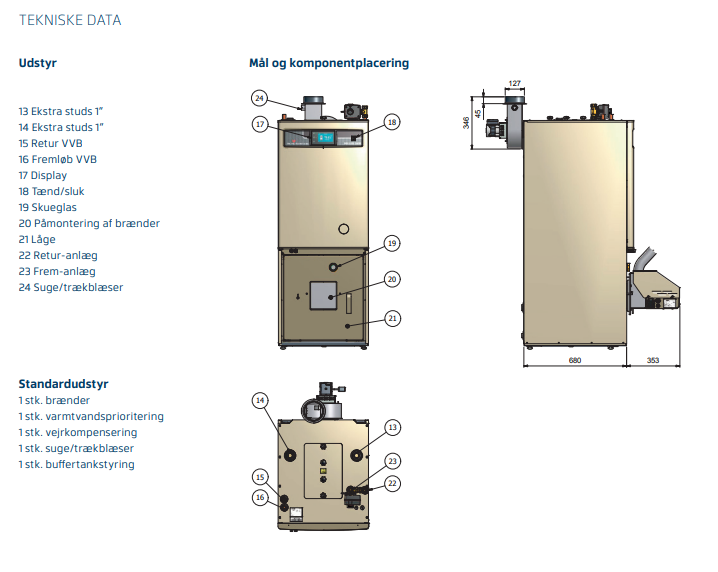 TEKNISKE DATA
Udstyr
Mål og komponentplacering
13 Ekstra studs 1”
14 Ekstra studs 1”
15 Retur VVB
16 Fremløb VVB
17 Display
18 Tænd/sluk
19 Skueglas
20 Påmontering af brænder
21 Låge
22 Retur-anlæg
23 Frem-anlæg
24 Suge/trækblæser
24
17
18
19
20
21
127
45
346
680
353
Standardudstyr
1 stk. brænder
1 stk. varmtvandsprioritering
1 stk. vejrkompensering
1 stk. suge/trækblæser
1 stk. buffertankstyring
14
13
23
15
22
16